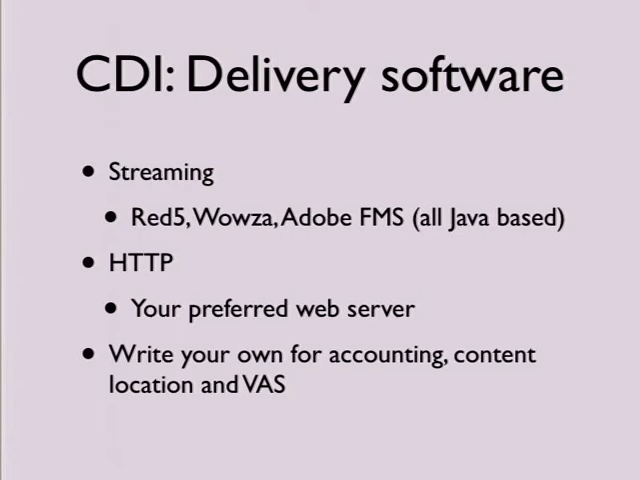 CDI: Delivery software
• Streaming
• Red5, Wowza, Adobe FMS (all Java based)
• HTTP
• Your preferred web server
• Write your own for accounting, content
location and VAS